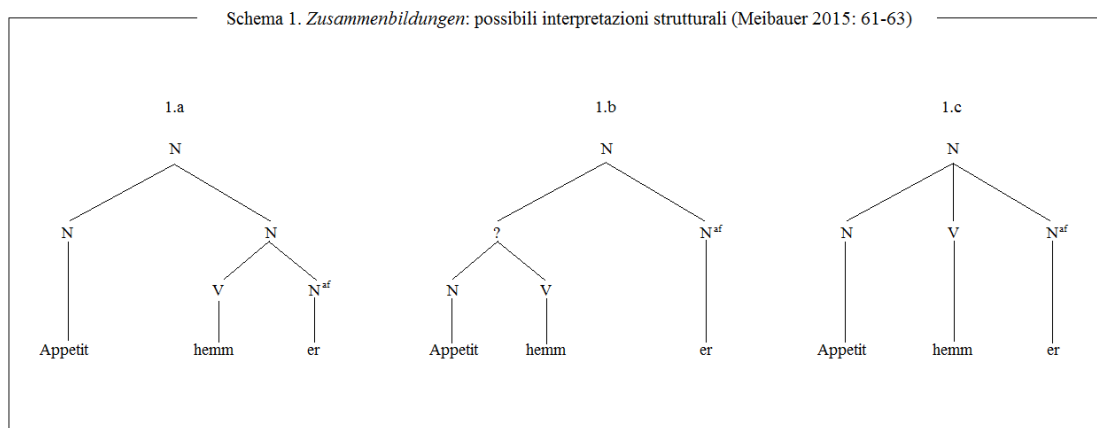 Schema 1. Zusammenbildungen: possibili interpretazioni strutturali (Meibauer 2015: 61-63)
1.a 1.b 1.c
N N N
N N ? Nᵃᶠ N V Nᵃᶠ
V Nᵃᶠ N V
Appetit hemm er Appetit hemm er Appetit hemm er